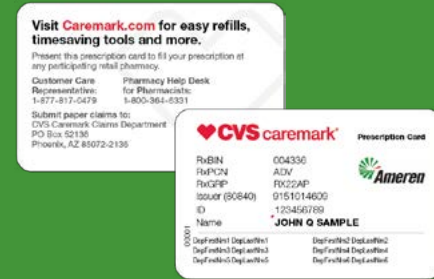 Visit Caremark.com for easy refills,
timesaving tools and more.
Present this prescription card to fill your prescription at
any participating retail pharmacy.
Customer Care
Representative:
1-877-817-0479
Pharmacy Help Desk
for Pharmacists:
1-800-364-6331
Submit paper claims to:
CVS Caremark Claims Department
PO Box 52136
Phoenix, AZ 85072-2136
CVS caremark
Prescription Card
RxBIN 004336
RxPCN ADV
RxGRP RX22AP
Issuer (80840) 9151014609
ID 123456789
Name JOHN Q SAMPLE
Ameren
00001
DepFirstNm1 DepLastNm1 DepFirstNm2 DepLastNm2
DepFirstNm3 DepLastNm3 DepFirstNm4 DepLastNm4
DepFirstNm5 DepLastNm5 DepFirstNm6 DepLastNm6